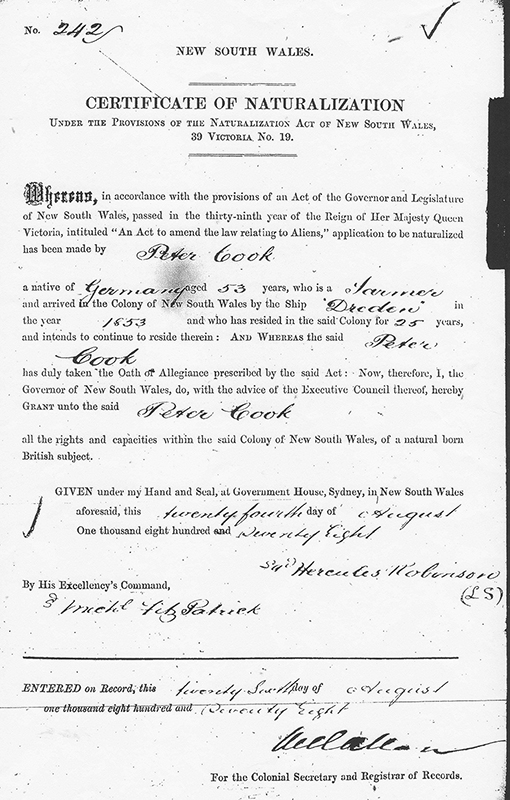 No. 242
NEW SOUTH WALES.
CERTIFICATE OF NATURALIZATION
UNDER THE PROVISIONS OF THE NATURALIZATION ACT OF NEW SOUTH WALES,
39 VICTORIA NO. 19.
Whereas, in accordance with the provisions of an Act of the Governor and Legislature
of New South Wales, passed in the thirty-ninth year of the Reign of Her Majesty Queen
Victoria, intituled "An Act to amend the law relating to Aliens," application to be naturalized
has been made by Peter Cook
a native of Germany aged 53 years, who is a Farmer
and arrived in the Colony of New South Wales by the Ship "Dreden" in
the year 1853 and who has resided in the said Colony for 25 years,
and intends to continue to reside therein: AND WHEREAS the said Peter
Cook
has duly taken the Oath of Allegiance prescribed by the said Act: Now, therefore, I, the
Governor of New South Wales, do, with the advice of the Executive Council thereof, hereby
GRANT unto the said Peter Cook
all the rights and capacities within the said Colony of New South Wales, of a natural born
British subject.
GIVEN under my Hand and Seal, at Government House, Sydney, in New South Wales
aforesaid, this twenty fourth day of August
One thousand eight hundred and Seventy Eight
Sgd Hercules Robinson
(LS)
By His Excellency's Command,
Michl FitzPatrick
ENTERED on Record, this twenty Sixth day of August
one thousand eight hundred and Seventy Eight
For the Colonial Secretary and Registrar of Records.